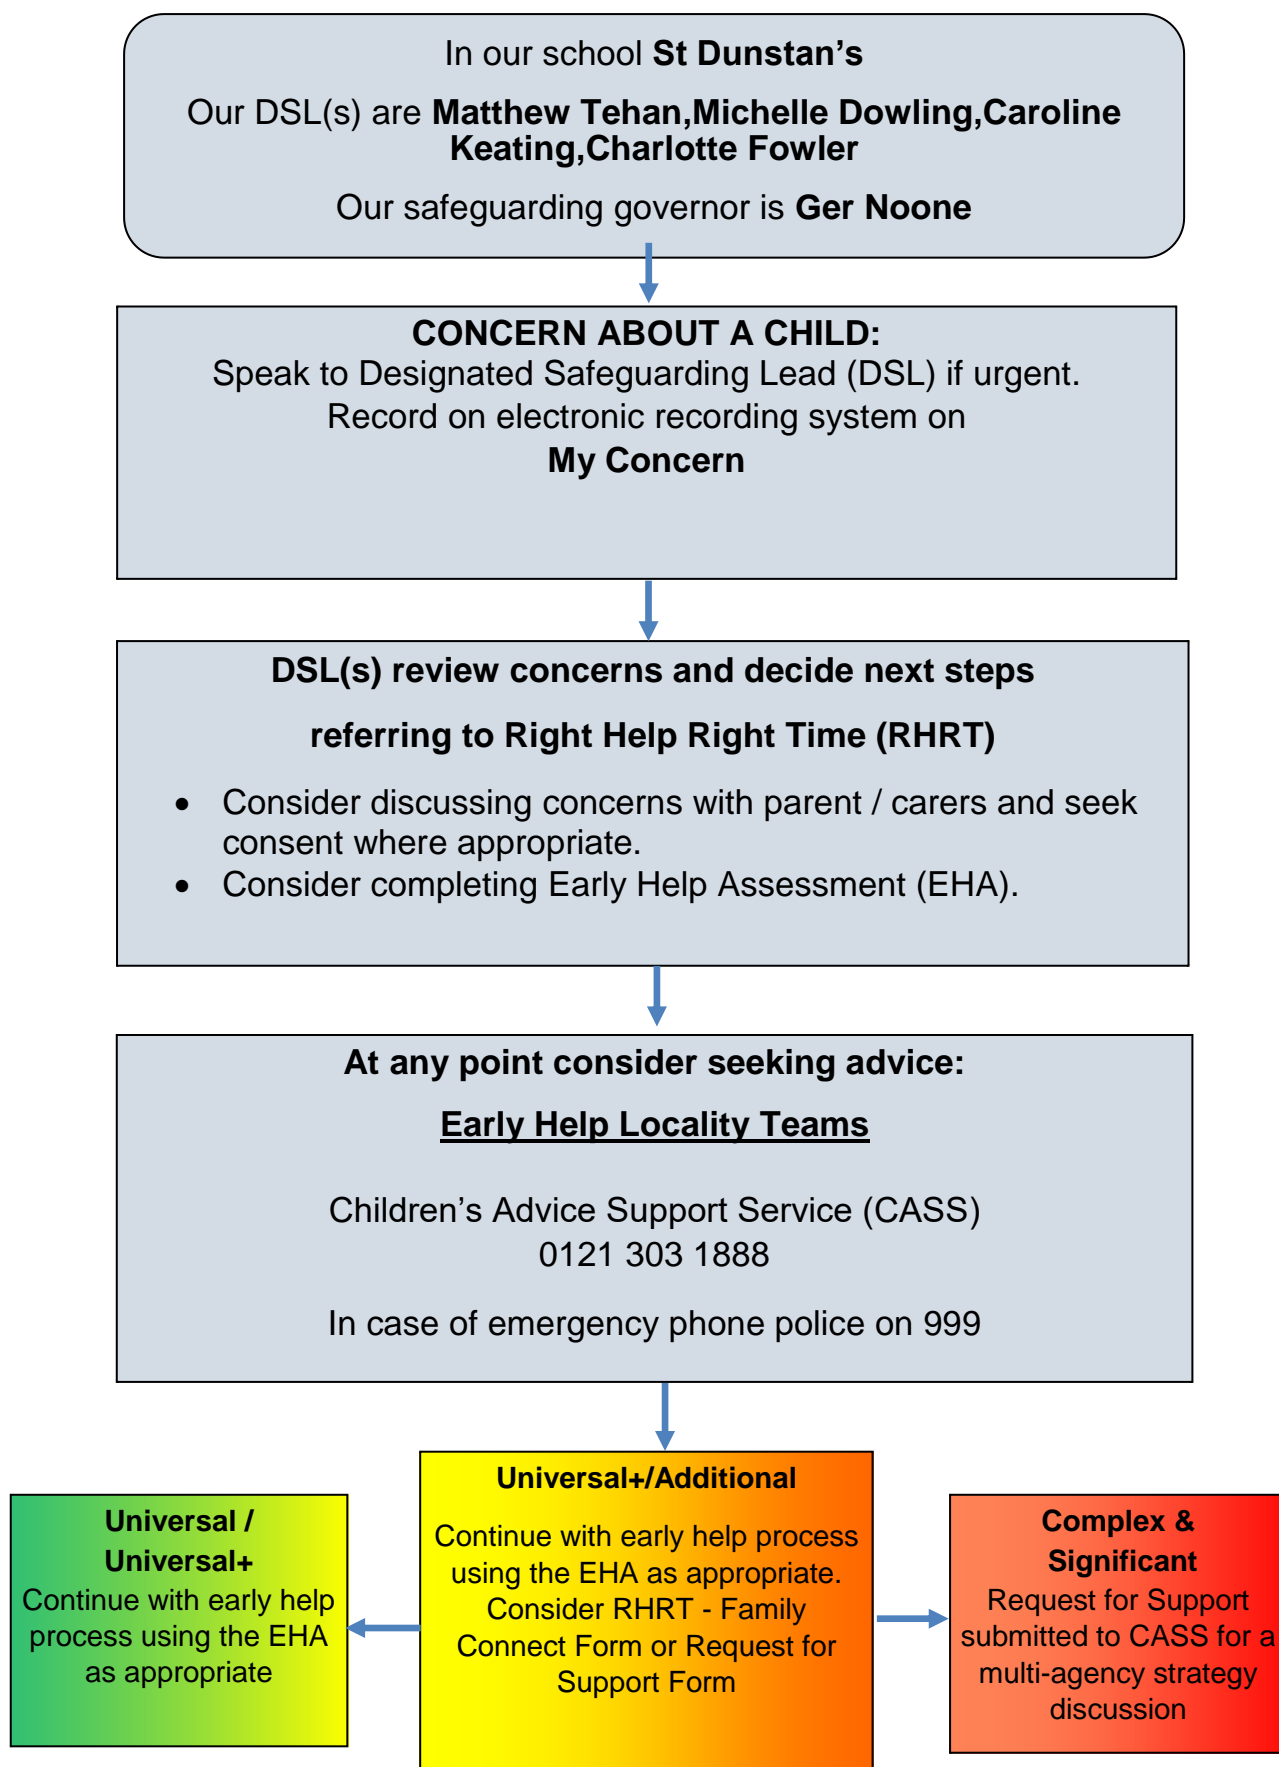 In our school St Dunstan’s
Our DSL(s) are Matthew Tehan,Michelle Dowling,Caroline
Keating,Charlotte Fowler
Our safeguarding governor is Ger Noone
CONCERN ABOUT A CHILD:
Speak to Designated Safeguarding Lead (DSL) if urgent.
Record on electronic recording system on
My Concern
DSL(s) review concerns and decide next steps
referring to Right Help Right Time (RHRT)
• Consider discussing concerns with parent / carers and seek
consent where appropriate.
• Consider completing Early Help Assessment (EHA).
At any point consider seeking advice:
Early Help Locality Teams
Children’s Advice Support Service (CASS)
0121 303 1888
In case of emergency phone police on 999
Universal /
Universal+
Continue with early help
process using the EHA
as appropriate
Universal+/Additional
Continue with early help process
using the EHA as appropriate.
Consider RHRT - Family
Connect Form or Request for
Support Form
Complex &
Significant
Request for Support
submitted to CASS for a
multi-agency strategy
discussion